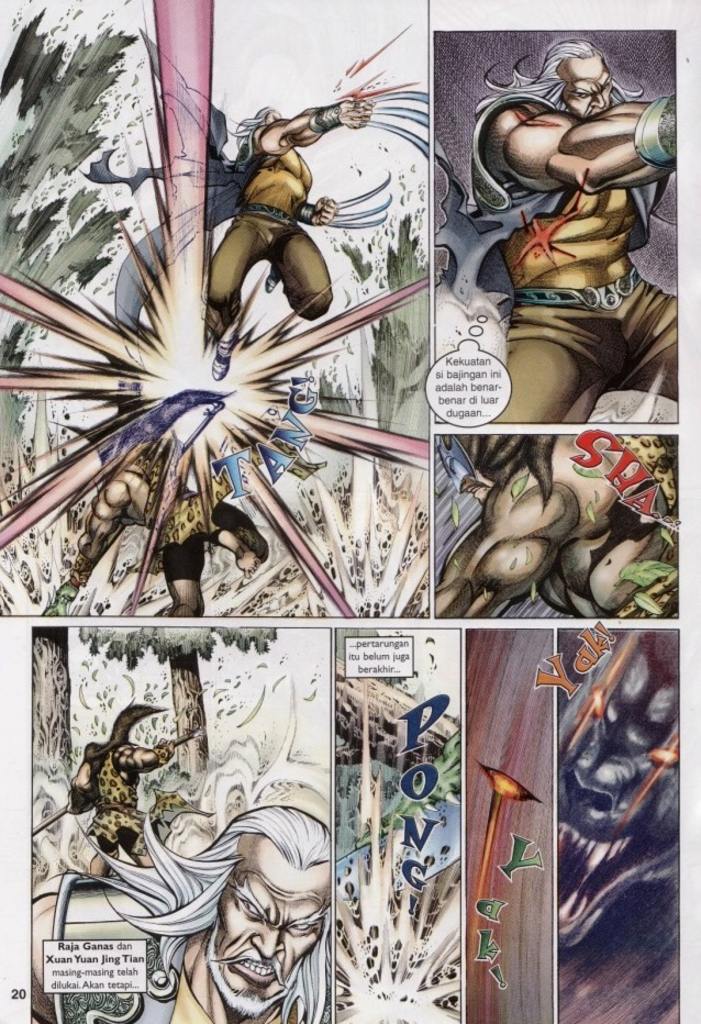 TANG!
Kekuatan
si bajingan ini
adalah benar-
benar di luar
dugaan...
SUA...
...pertarungan
itu belum juga
berakhir...
PONG!
Yak!
Yak!
Raja Ganas dan
Xuan Yuan Jing Tian
masing-masing telah
dilukai. Akan tetapi...
20